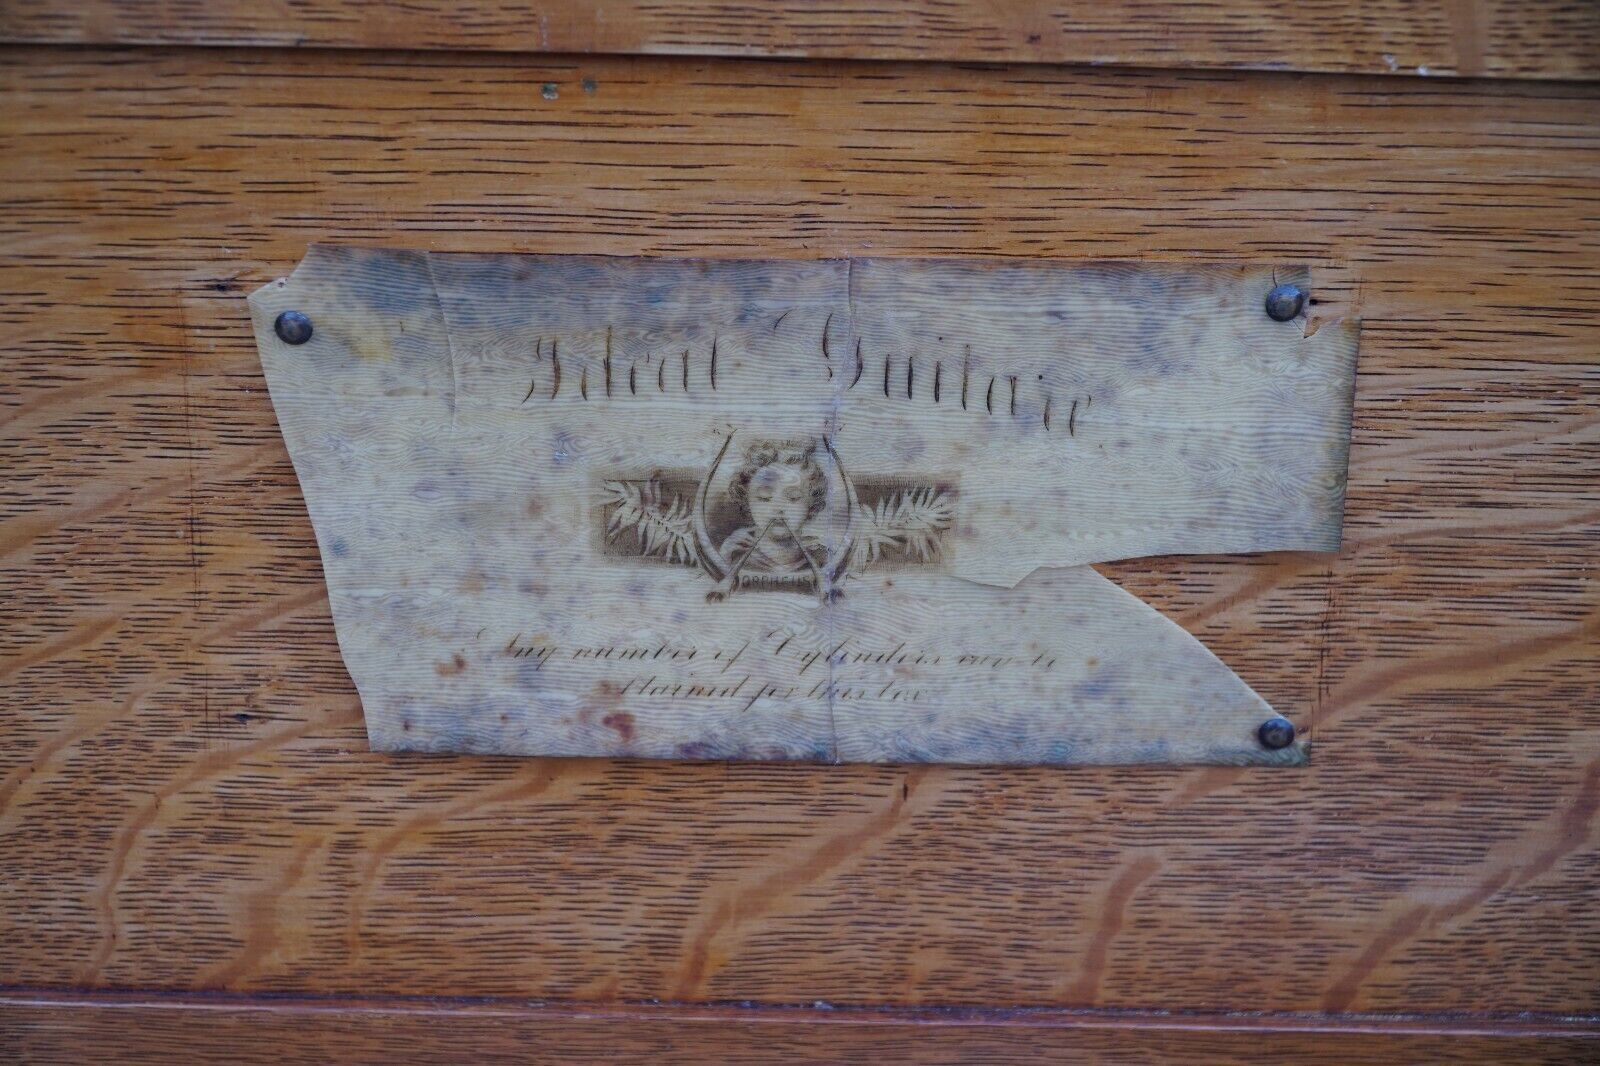 Ideal Guitare
ORPHEUS
Any number of Cylinders can be
obtained for this box